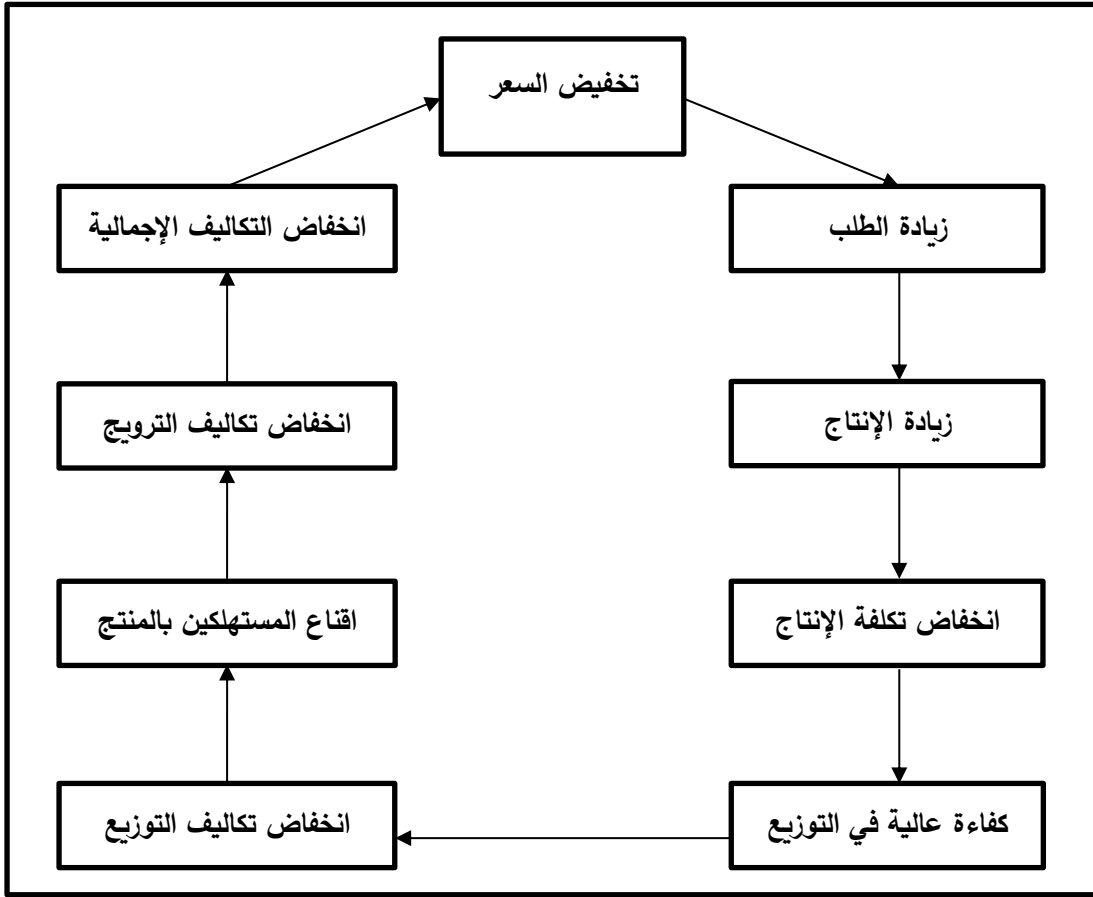 تخفيض السعر
زيادة الطلب
انخفاض التكاليف الإجمالية
زيادة الإنتاج
انخفاض تكاليف الترويج
انخفاض تكلفة الإنتاج
اقناع المستهلكين بالمنتج
كفاءة عالية في التوزيع
انخفاض تكاليف التوزيع